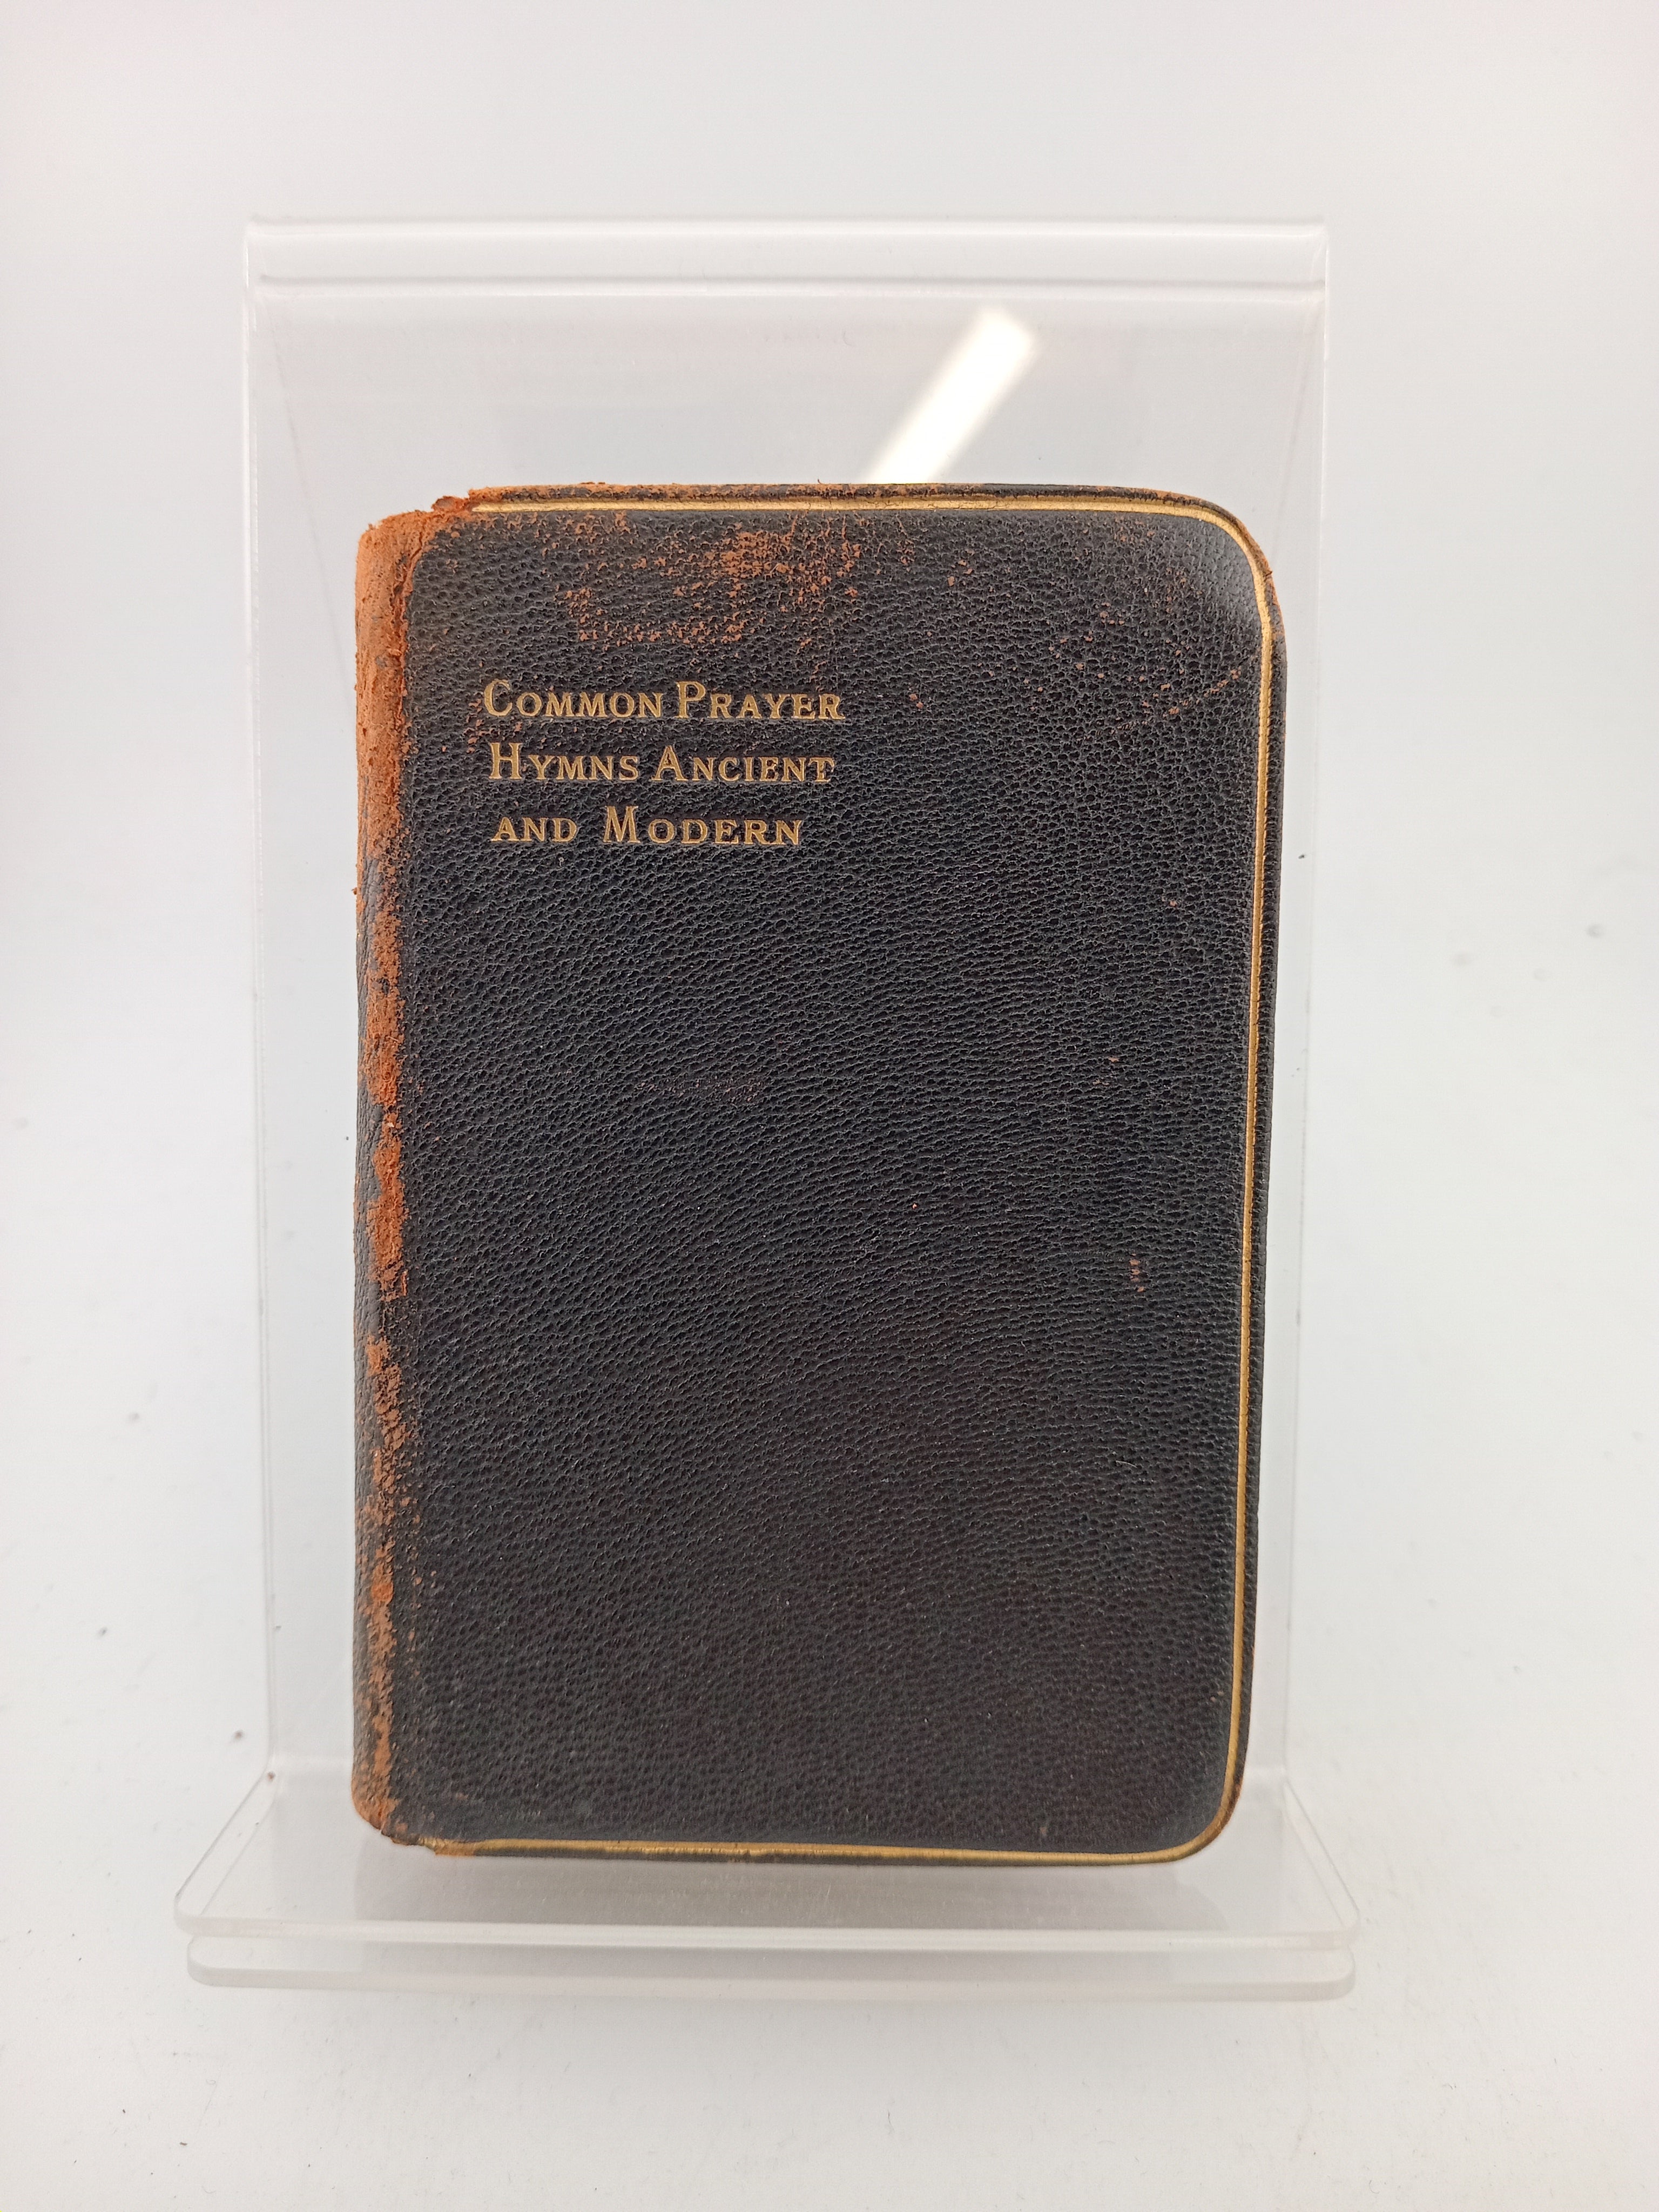 COMMON PRAYER
HYMNS ANCIENT
AND MODERN